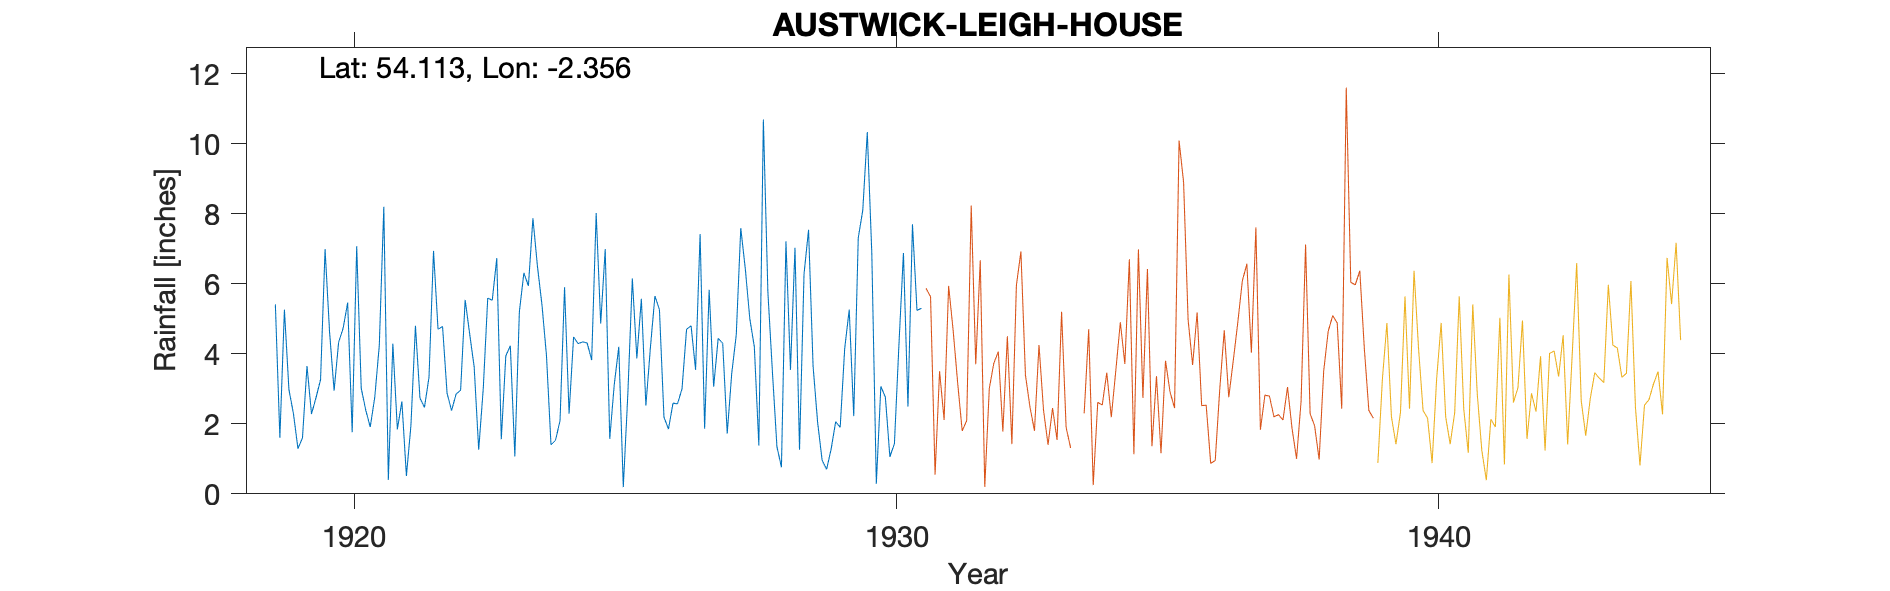 AUSTWICK-LEIGH-HOUSE
Lat: 54.113, Lon: -2.356
12
10
8
6
4
2
0
Rainfall [inches]
1920 1930 1940
Year